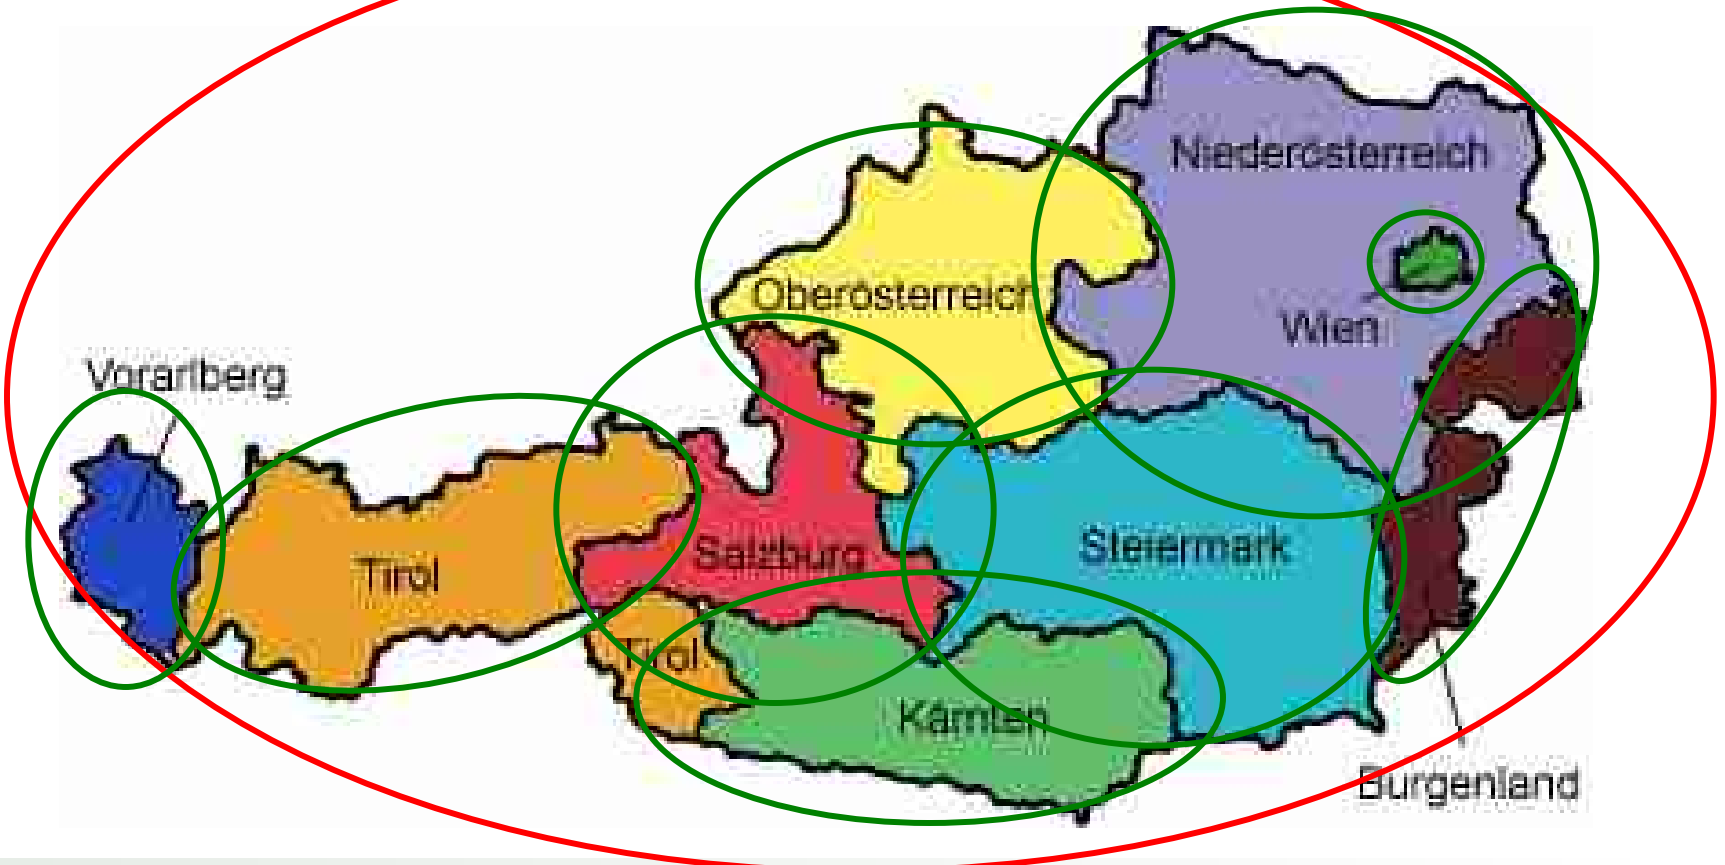 Niederösterreich
Oberösterreich
Wien
Vorarlberg
Salzburg
Steiermark
Tirol
Tirol
Kärnten
Burgenland